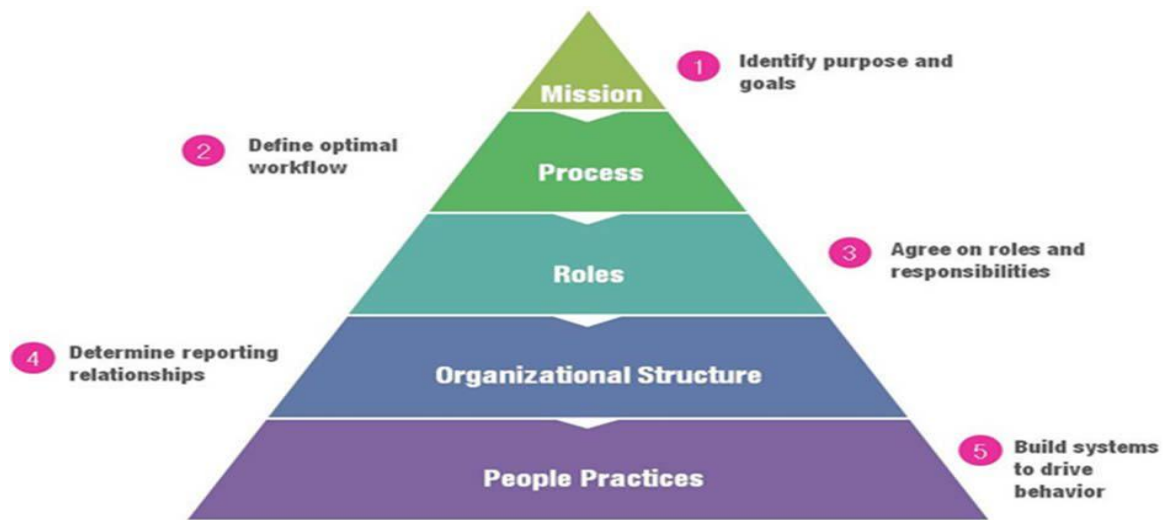 1
Identify purpose and
goals
Mission
2
Define optimal
workflow
Process
3
Agree on roles and
responsibilities
Roles
4
Determine reporting
relationships
Organizational Structure
5
Build systems
to drive
behavior
People Practices